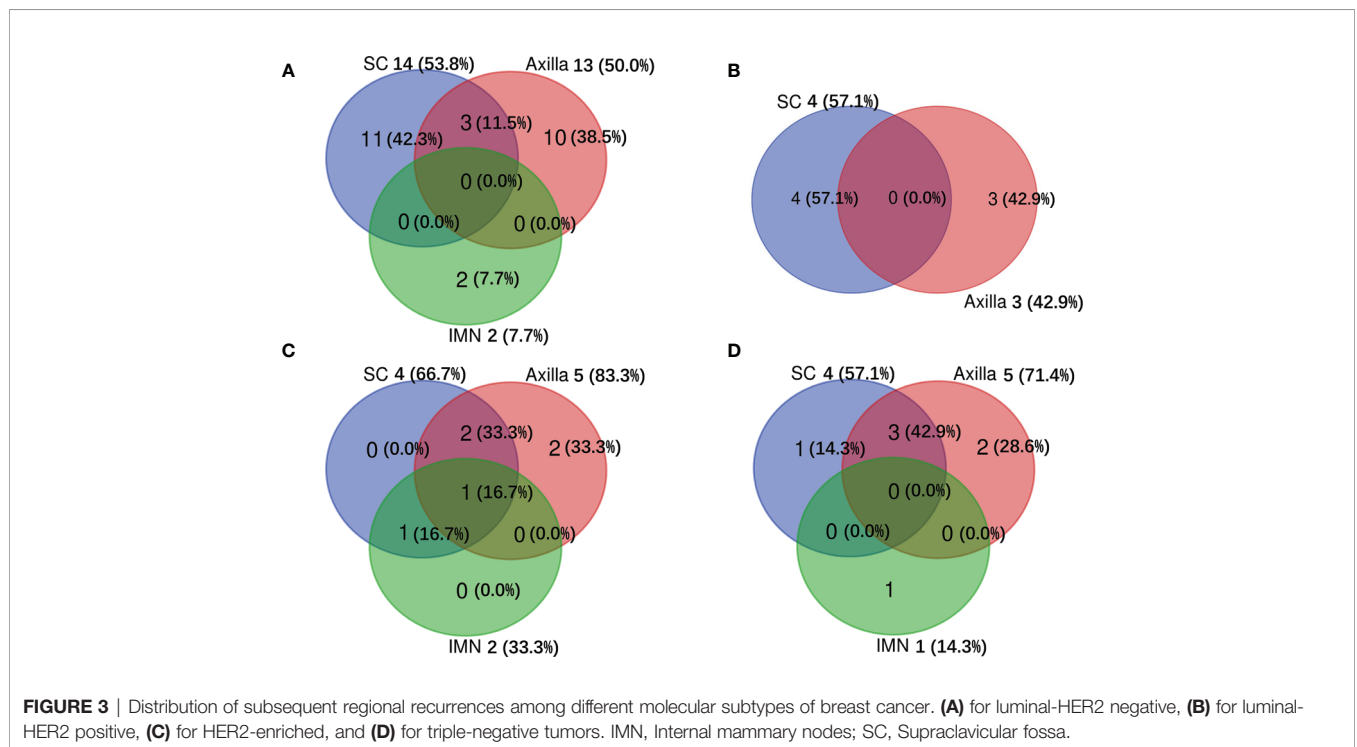 A
SC 14 (53.8%)
Axilla 13 (50.0%)
11 (42.3%)
3 (11.5%)
10 (38.5%)
0 (0.0%)
0 (0.0%)
0 (0.0%)
2 (7.7%)
IMN 2 (7.7%)
B
SC 4 (57.1%)
4 (57.1%)
0 (0.0%)
3 (42.9%)
Axilla 3 (42.9%)
C
SC 4 (66.7%)
Axilla 5 (83.3%)
0 (0.0%)
2 (33.3%)
2 (33.3%)
1 (16.7%)
1 (16.7%)
0 (0.0%)
0 (0.0%)
IMN 2 (33.3%)
D
SC 4 (57.1%)
Axilla 5 (71.4%)
1 (14.3%)
3 (42.9%)
2 (28.6%)
0 (0.0%)
0 (0.0%)
0 (0.0%)
1
IMN 1 (14.3%)
FIGURE 3 | Distribution of subsequent regional recurrences among different molecular subtypes of breast cancer. (A) for luminal-HER2 negative, (B) for luminal-
HER2 positive, (C) for HER2-enriched, and (D) for triple-negative tumors. IMN, Internal mammary nodes; SC, Supraclavicular fossa.